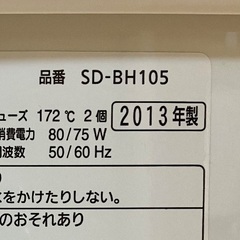 品番 SD-BH105
ューズ 172℃ 2個 2013年製
消費電力 80/75 W
周波数 50/60 Hz
をかけたりしない。
のおそれあり